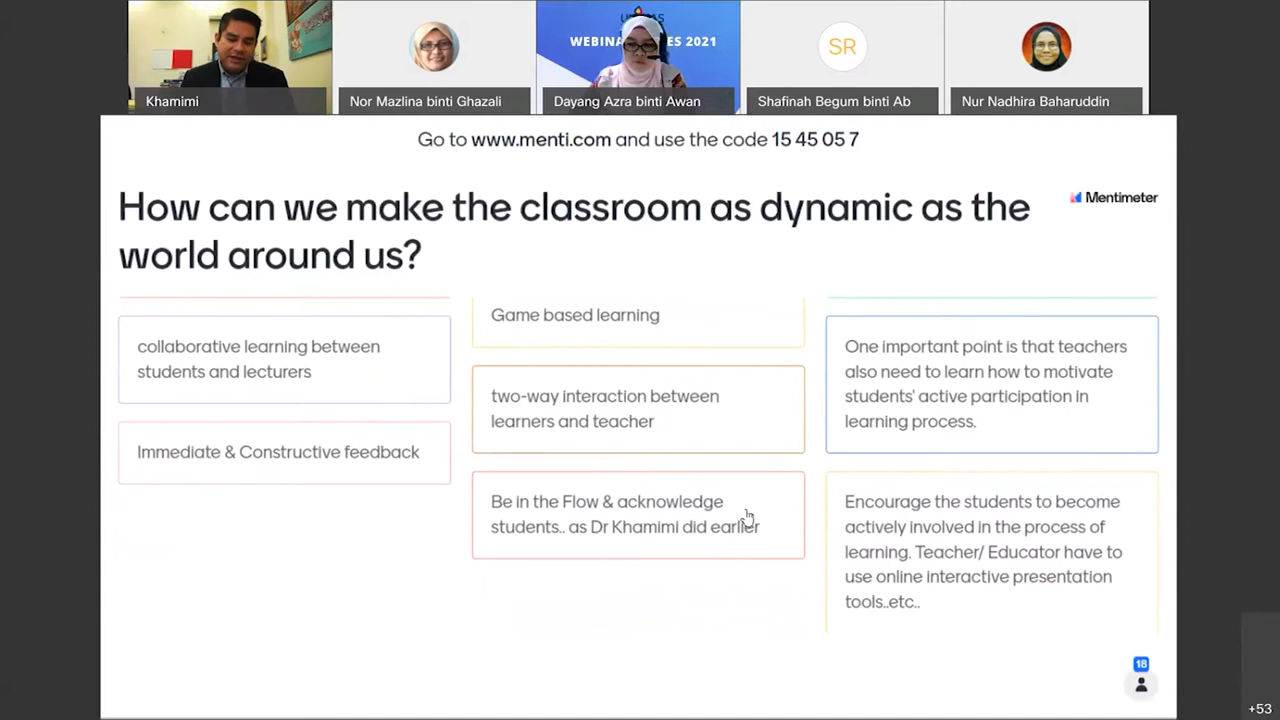 Khamimi
Nor Mazlina binti Ghazali
WEBINA
ES 2021
Dayang Azra binti Awan
SR
Shafinah Begum binti Ab
Nur Nadhira Baharuddin
Go to www.menti.com and use the code 15 45 05 7
How can we make the classroom as dynamic as the
world around us?
Mentimeter
collaborative learning between
students and lecturers
Immediate & Constructive feedback
Game based learning
two-way interaction between
learners and teacher
Be in the Flow & acknowledge
students.. as Dr Khamimi did earlier
One important point is that teachers
also need to learn how to motivate
students' active participation in
learning process.
Encourage the students to become
actively involved in the process of
learning. Teacher/ Educator have to
use online interactive presentation
tools..etc..
18
+53